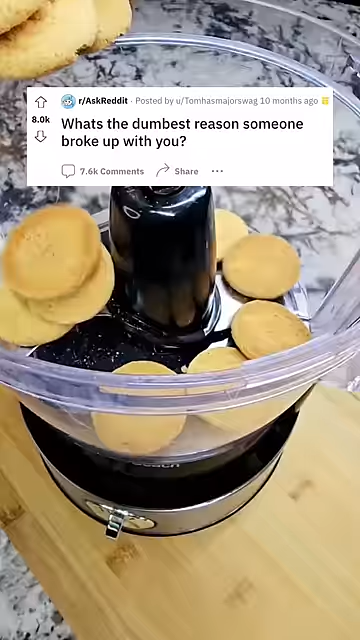 r/AskReddit · Posted by u/Tomhasmajorswag 10 months ago
8.0k
Whats the dumbest reason someone
broke up with you?
7.6k Comments Share ...